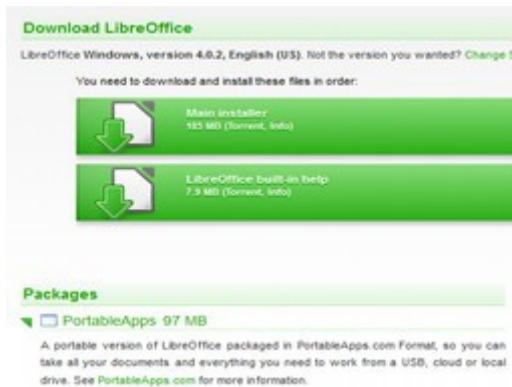 Download LibreOffice
LibreOffice Windows, version 4.0.2, English (US). Not the version you wanted? Change
You need to download and install these files in order:
Main installer
185 MB (Torrent, Info)
LibreOffice built-in help
7.9 MB (Torrent, Info)
Packages
PortableApps 97 MB
A portable version of LibreOffice packaged in PortableApps.com Format, so you can
take all your documents and everything you need to work from a USB, cloud or local
drive. See PortableApps.com for more information.